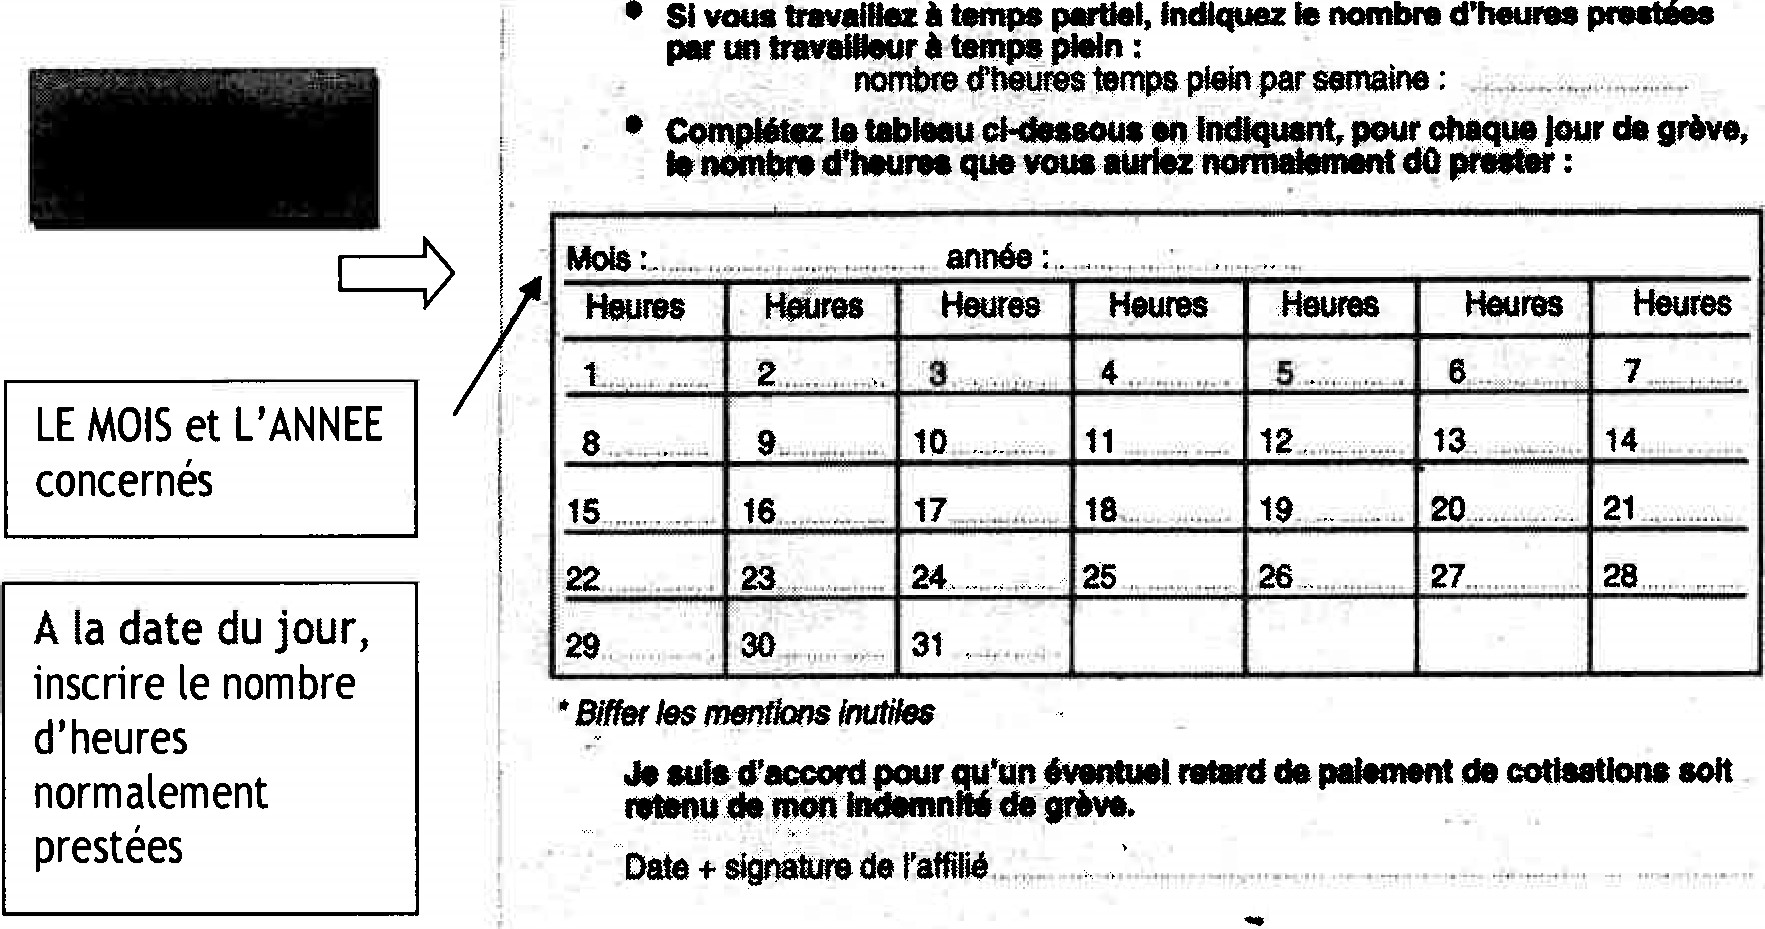 • Si vous travaillez à temps partiel, indiquez le nombre d'heures prestées
par un travailleur à temps plein :
nombre d'heures temps plein par semaine :
• Complétez le tableau ci-dessous en indiquant, pour chaque jour de grève,
le nombre d'heures que vous auriez normalement dû prester :
Mois : année :
Heures Heures Heures Heures Heures Heures Heures
1 2 3 4 5 6 7
8 9 10 11 12 13 14
15 16 17 18 19 20 21
22 23 24 25 26 27 28
29 30 31
* Biffer les mentions inutiles
Je suis d'accord pour qu'un éventuel retard de paiement de cotisations soit
retenu de mon indemnité de grève.
Date + signature de l'affilié
LE MOIS et L'ANNEE
concernés
A la date du jour,
inscrire le nombre
d'heures
normalement
prestées